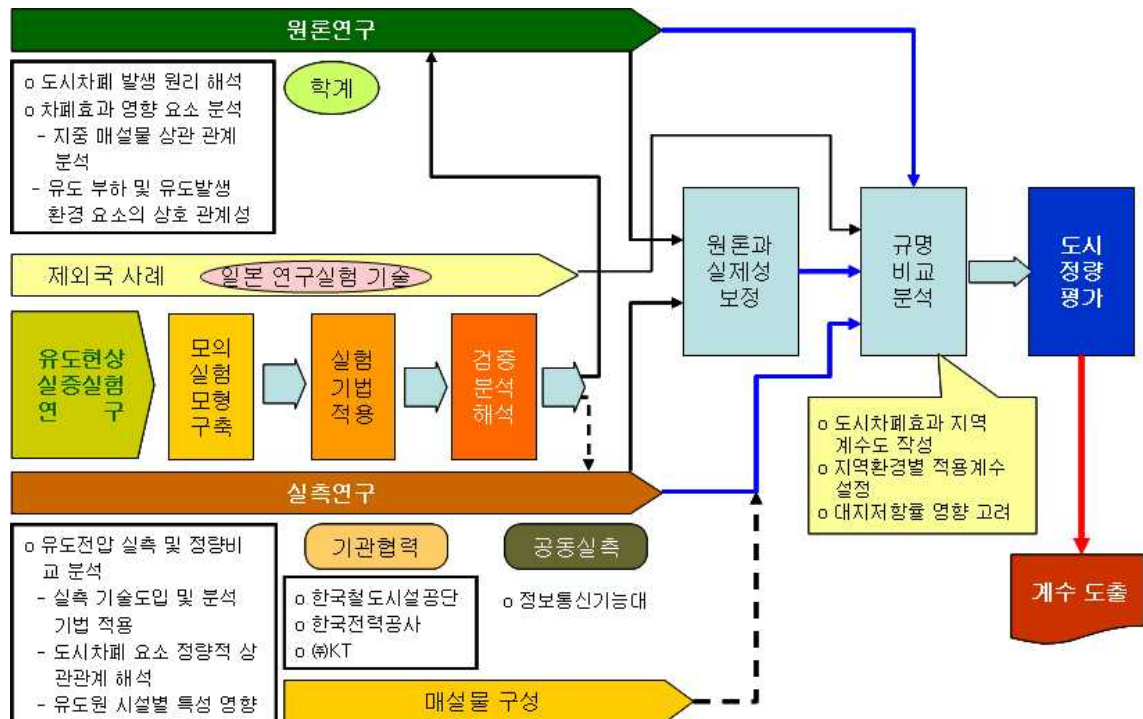 원론연구
o 도시차폐 발생 원리 해석
o 차폐효과 영향 요소 분석
- 지중 매설물 상관 관계
분석
- 유도 부하 및 유도발생
환경 요소의 상호 관계성
학계
제외국 사례
일본 연구실험 기술
유도현상
실증실험
연 구
모의
실험
모형
구축
실험
기법
적용
검증
분석
해석
원론과
실제성
보정
규명
비교
분석
도시
정량
평가
o 도시차폐효과 지역
계수도 작성
o 지역환경별 적용계수
설정
o 대지저항률 영향 고려
계수 도출
실측연구
o 유도전압 실측 및 정량비
교 분석
- 실측 기술도입 및 분석
기법 적용
- 도시차폐 요소 정량적 상
관관계 해석
- 유도원 시설별 특성 영향
기관협력
o 한국철도시설공단
o 한국전력공사
o ㈜KT
공동실측
o 정보통신기능대
매설물 구성